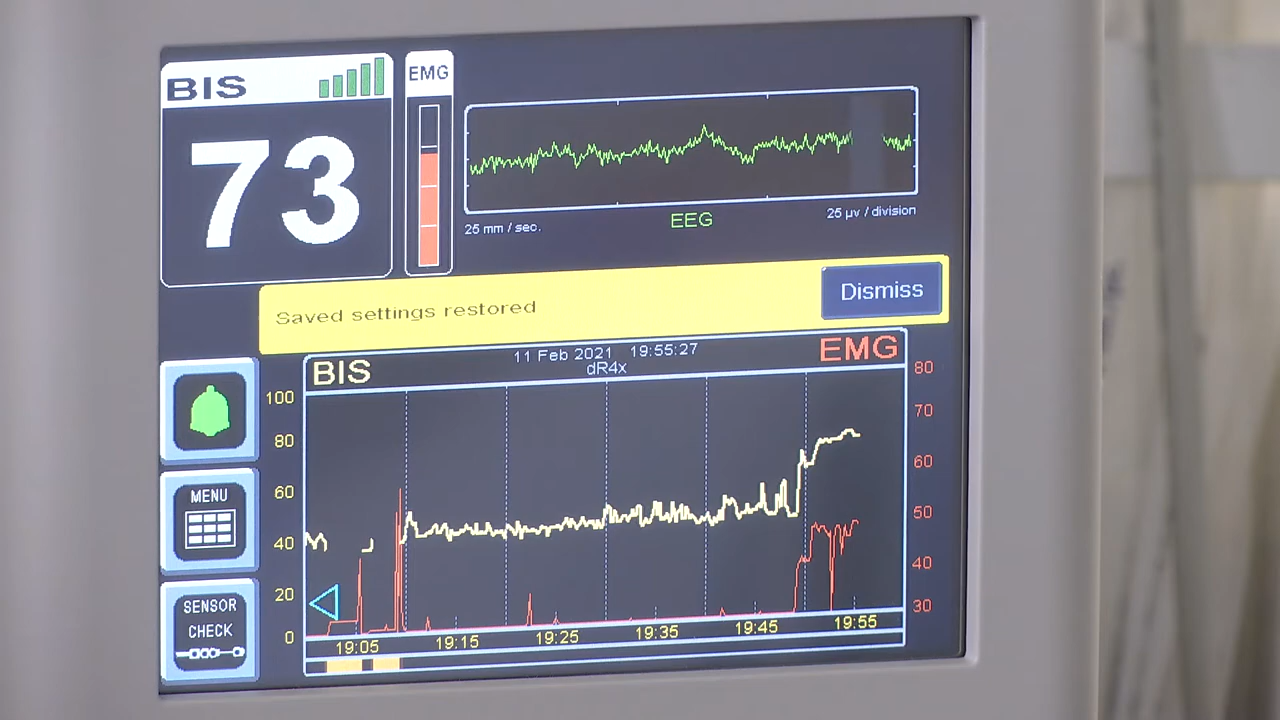 BIS
EMG
73
25 mm / sec.
EEG
25 µv / division
Saved settings restored
Dismiss
BIS
11 Feb 2021 19:55:27
dR4x
EMG
100
80
60
40
20
0
80
70
60
50
40
30
19:05
19:15
19:25
19:35
19:45
19:55
MENU
SENSOR
CHECK